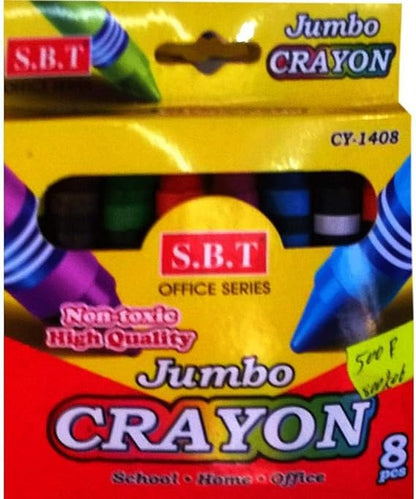 S.B.T
Jumbo
CRAYON
CY-1408
S.B.T
OFFICE SERIES
Non-toxic
High Quality
Jumbo
CRAYON
8
pcs
School • Home • Office